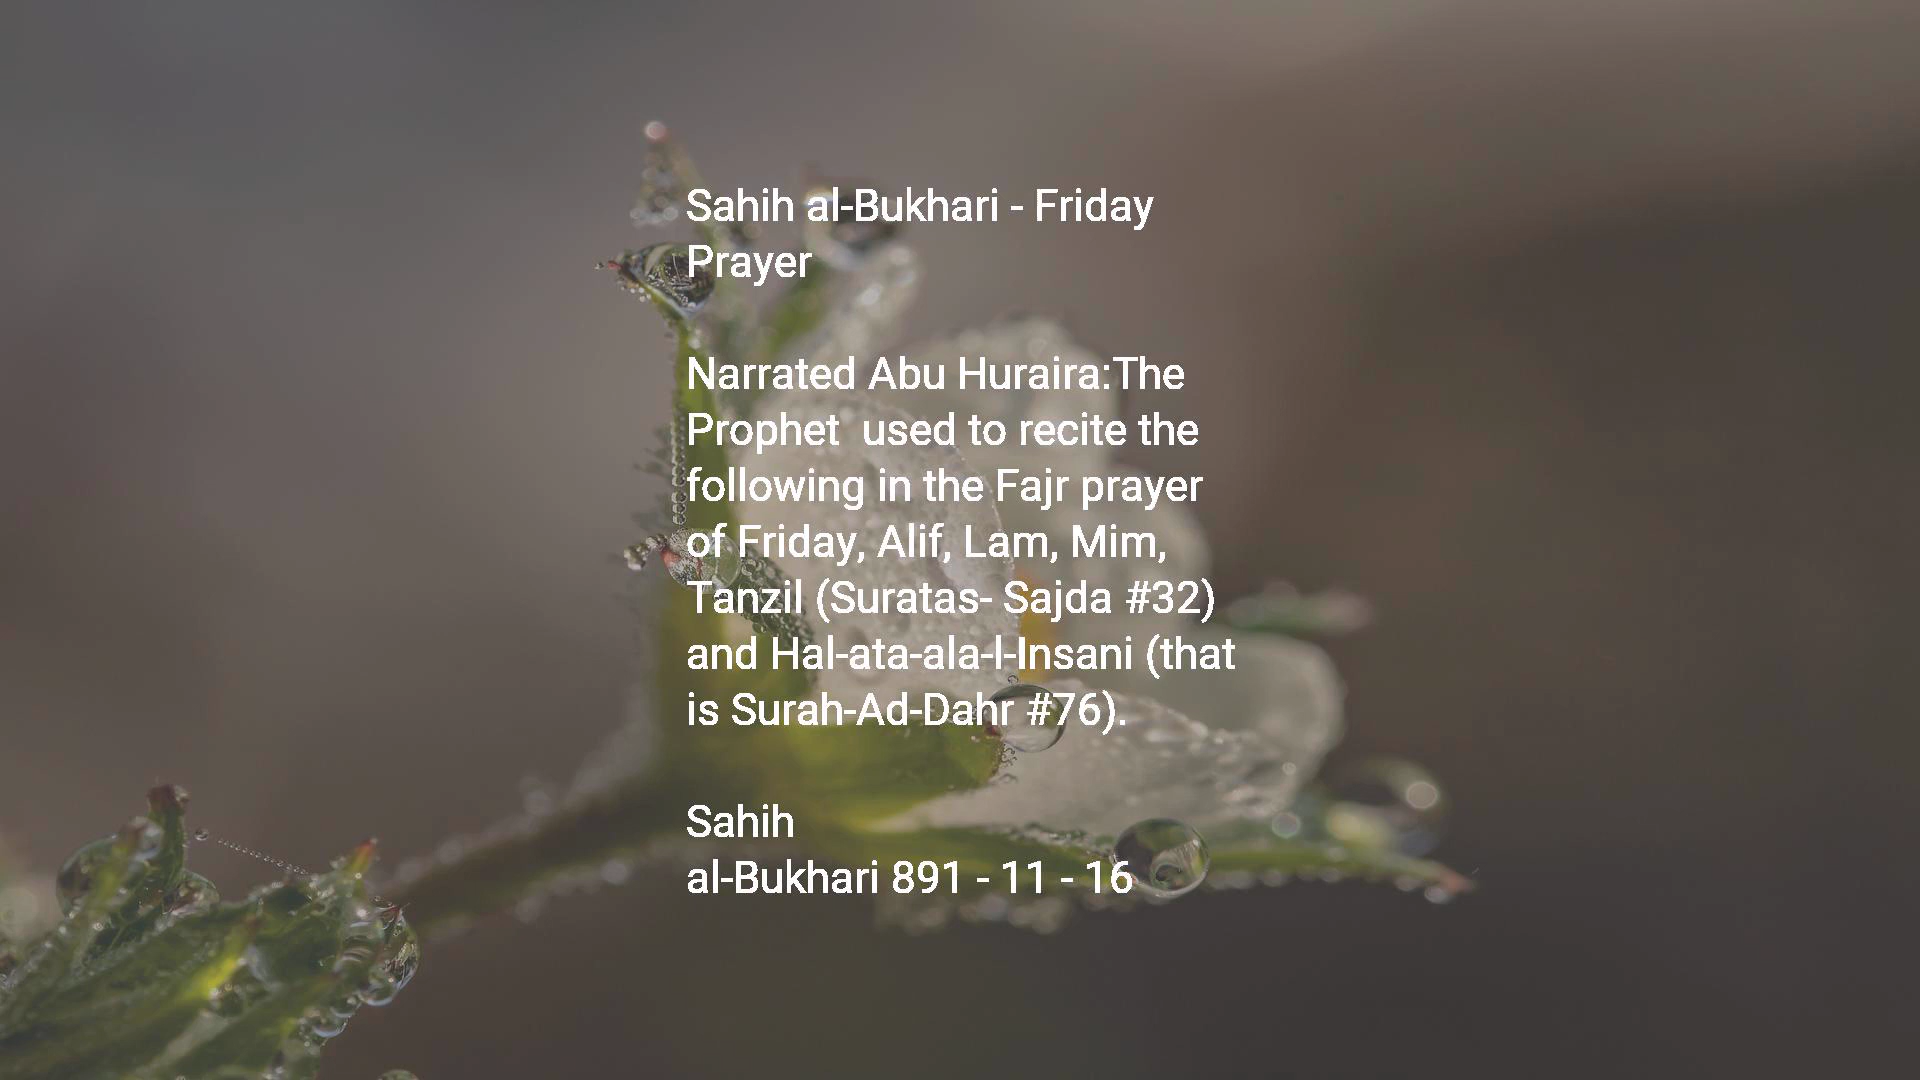 Sahih al-Bukhari - Friday
Prayer
Narrated Abu Huraira:The
Prophet  used to recite the
following in the Fajr prayer
of Friday, Alif, Lam, Mim,
Tanzil (Suratas- Sajda #32)
and Hal-ata-ala-l-Insani (that
is Surah-Ad-Dahr #76).
Sahih
al-Bukhari 891 - 11 - 16